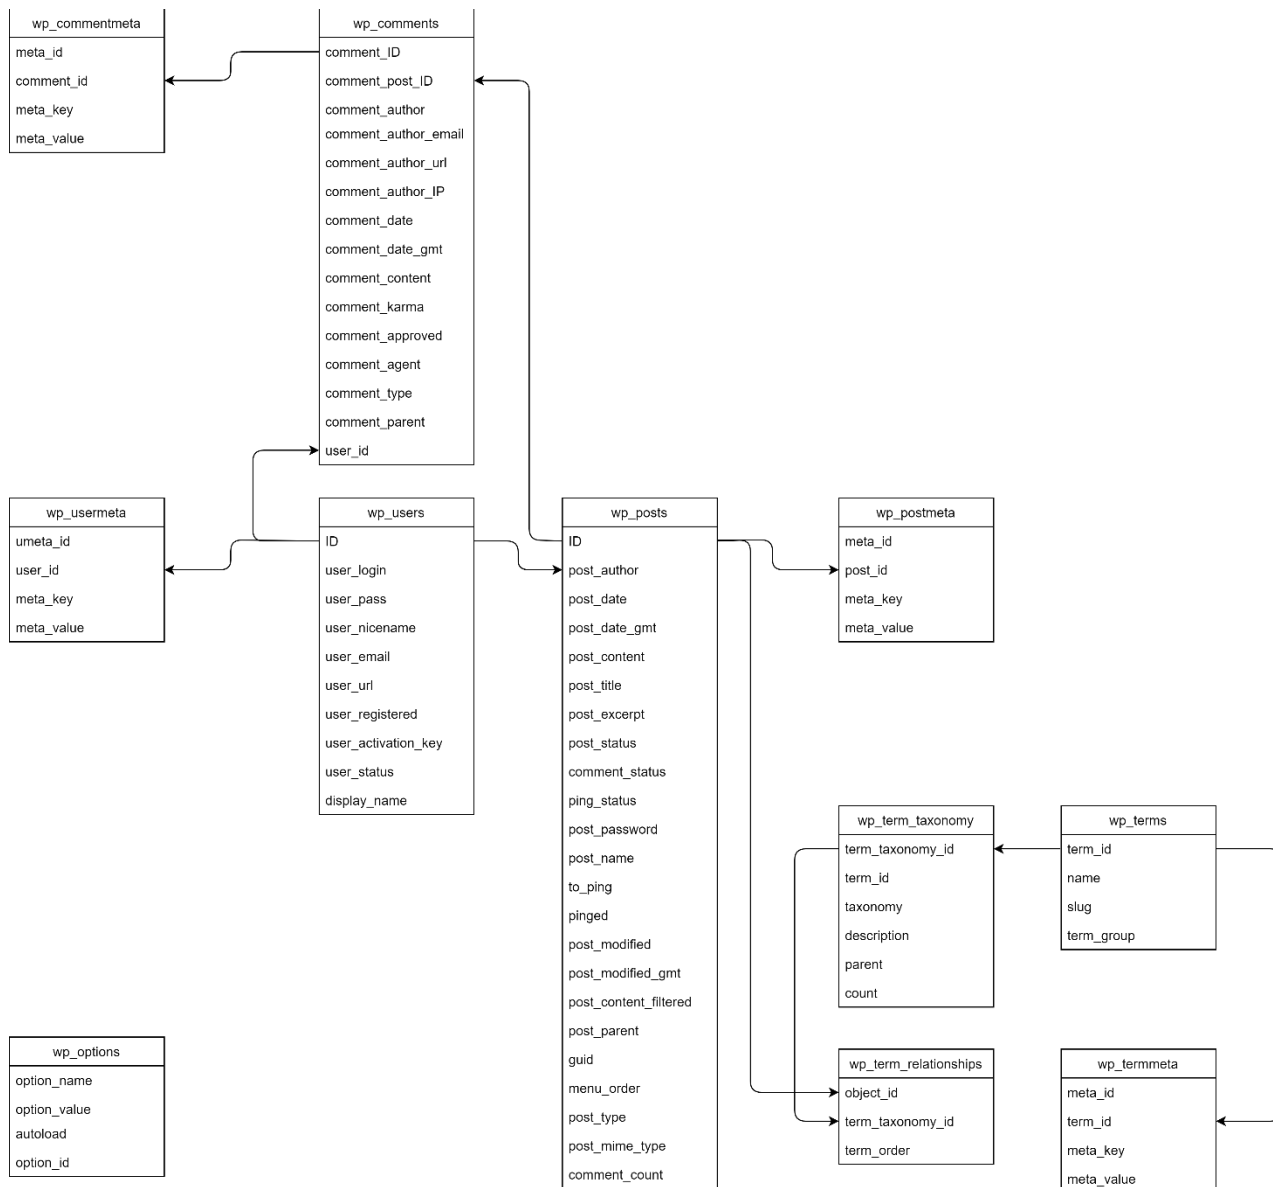 wp_commentmeta
meta_id
comment_id
meta_key
meta_value
wp_comments
comment_ID
comment_post_ID
comment_author
comment_author_email
comment_author_url
comment_author_IP
comment_date
comment_date_gmt
comment_content
comment_karma
comment_approved
comment_agent
comment_type
comment_parent
user_id
wp_usermeta
umeta_id
user_id
meta_key
meta_value
wp_users
ID
user_login
user_pass
user_nicename
user_email
user_url
user_registered
user_activation_key
user_status
display_name
wp_posts
ID
post_author
post_date
post_date_gmt
post_content
post_title
post_excerpt
post_status
comment_status
ping_status
post_password
post_name
to_ping
pinged
post_modified
post_modified_gmt
post_content_filtered
post_parent
guid
menu_order
post_type
post_mime_type
comment_count
wp_postmeta
meta_id
post_id
meta_key
meta_value
wp_term_taxonomy
term_taxonomy_id
term_id
taxonomy
description
parent
count
wp_terms
term_id
name
slug
term_group
wp_options
option_name
option_value
autoload
option_id
wp_term_relationships
object_id
term_taxonomy_id
term_order
wp_termmeta
meta_id
term_id
meta_key
meta_value